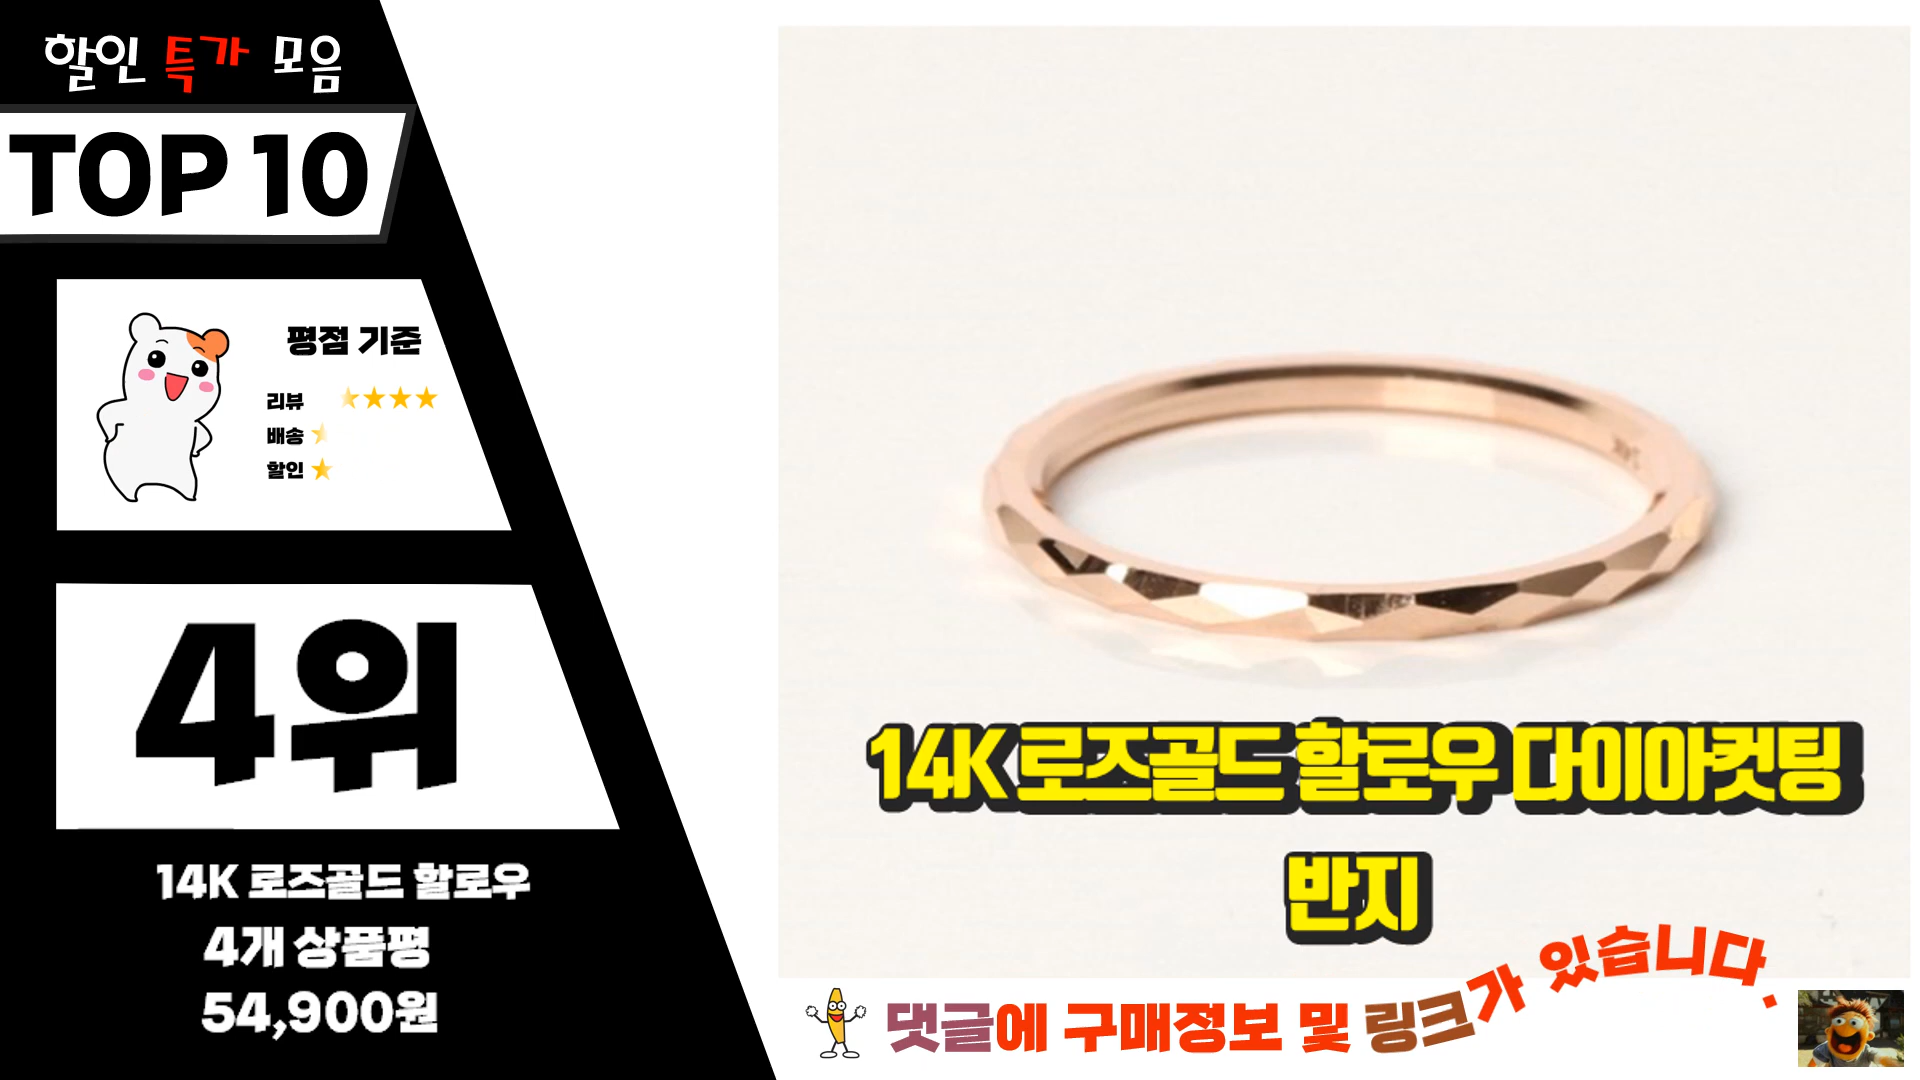 할인 특가 모음
TOP 10
평점 기준
리뷰
배송
할인
4위
14K 로즈골드 할로우
4개 상품평
54,900원
14K 로즈골드 할로우 다이아컷팅
반지
댓글에 구매정보 및 링크가 있습니다.